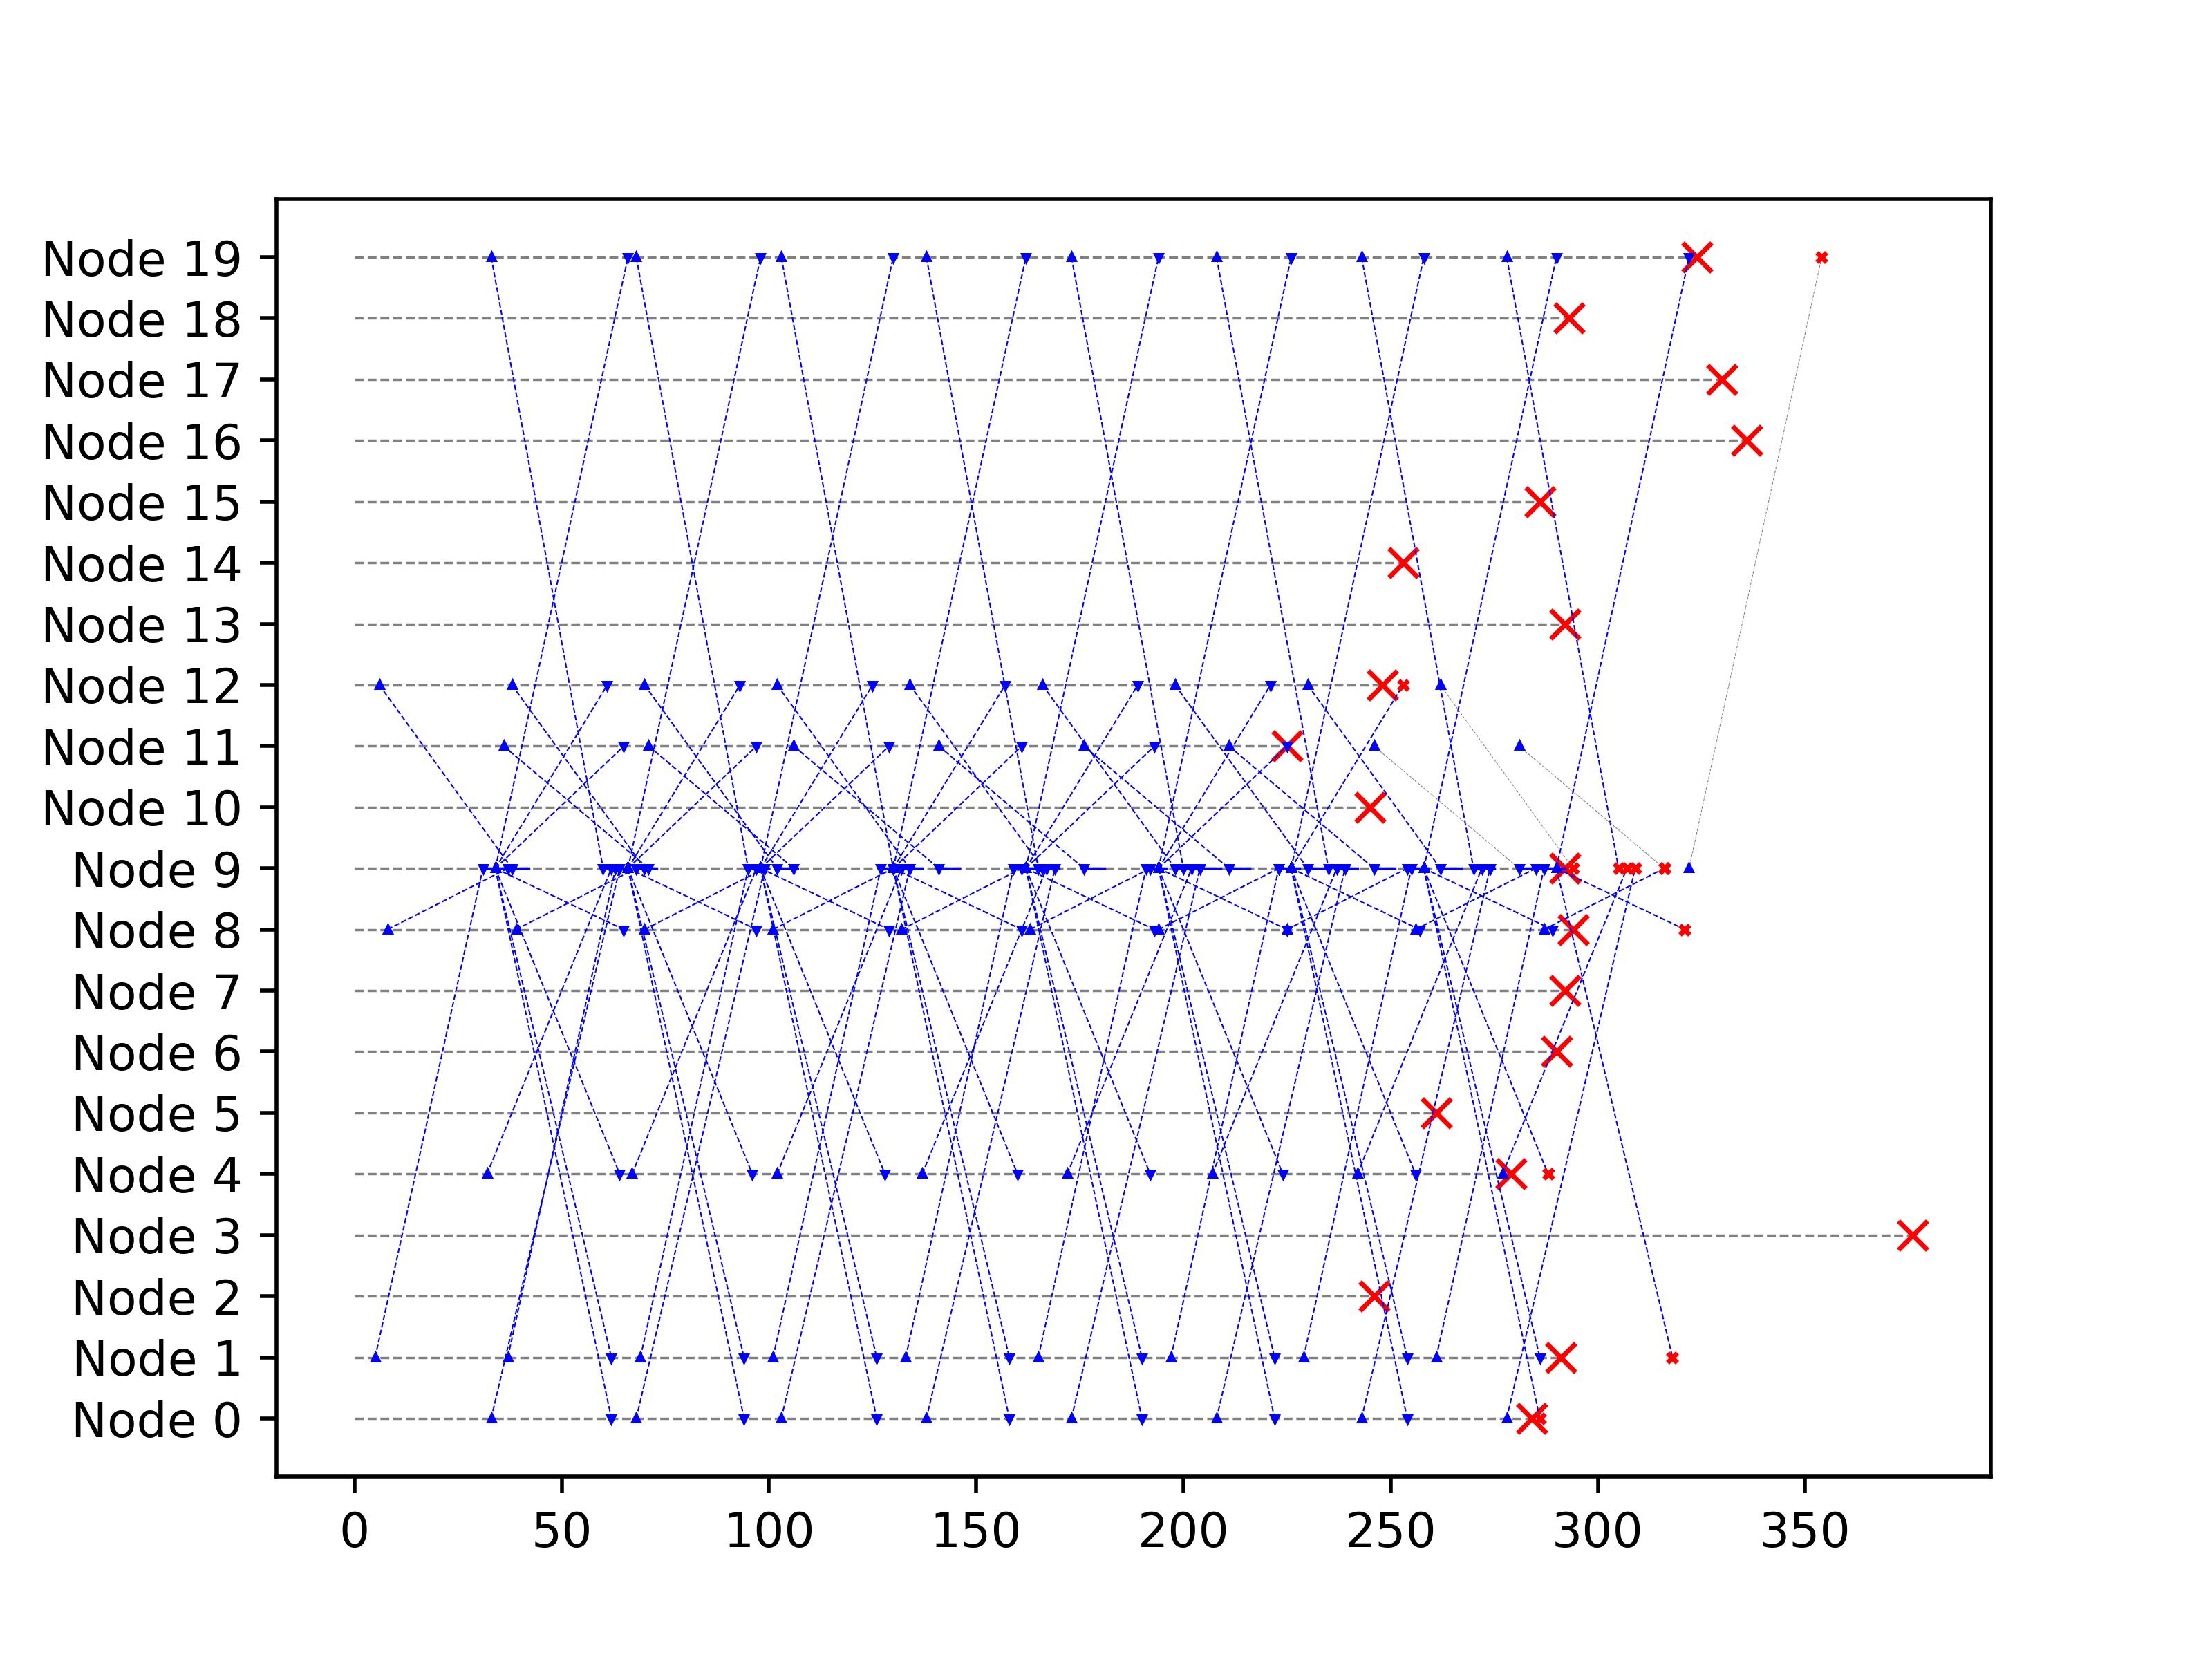 Node 19
Node 18
Node 17
Node 16
Node 15
Node 14
Node 13
Node 12
Node 11
Node 10
Node 9
Node 8
Node 7
Node 6
Node 5
Node 4
Node 3
Node 2
Node 1
Node 0
0 50 100 150 200 250 300 350